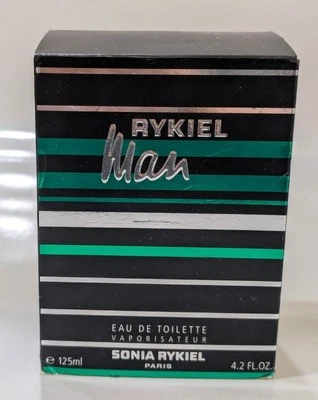 RYKIEL
Man
EAU DE TOILETTE
VAPORISATEUR
℮ 125ml
SONIA RYKIEL
PARIS
4.2 FL.OZ.